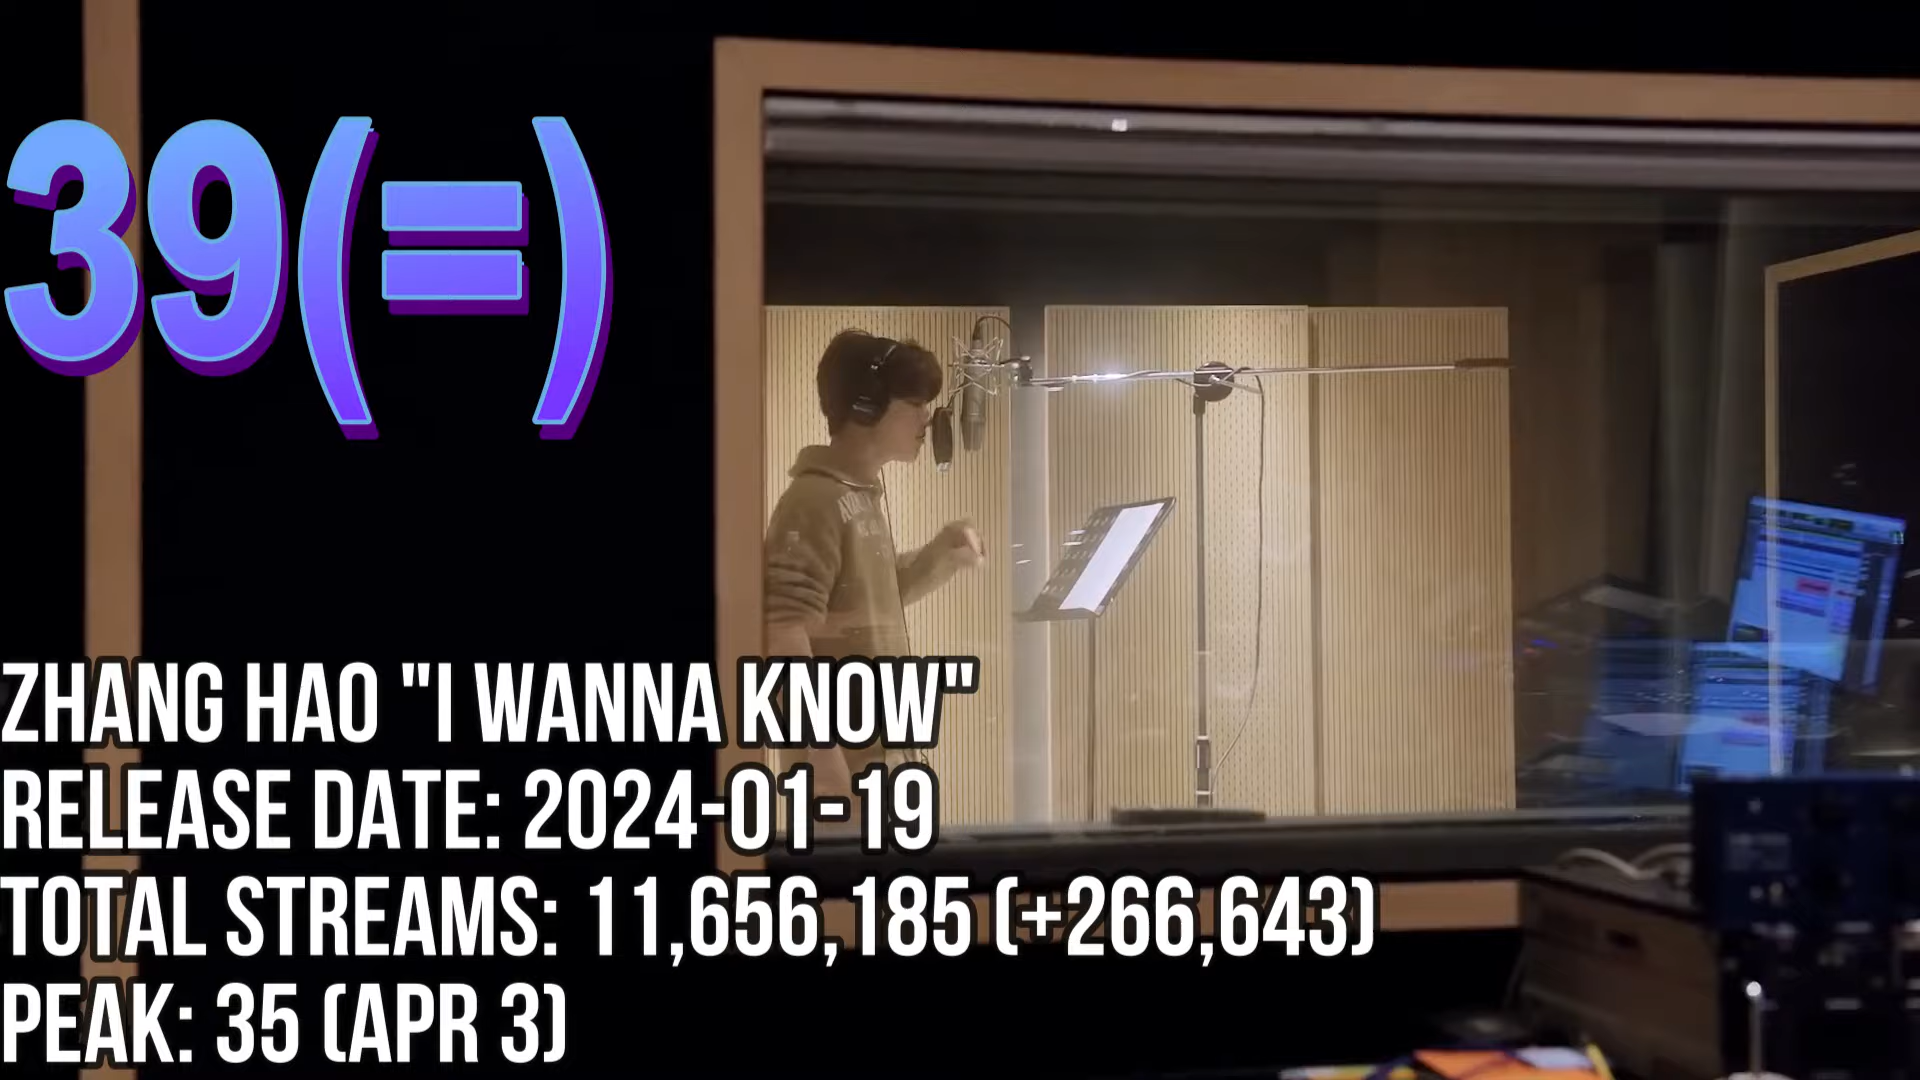 39(=)
ZHANG HAO "I WANNA KNOW"
RELEASE DATE: 2024-01-19
TOTAL STREAMS: 11,656,185 (+266,643)
PEAK: 35 (APR 3)